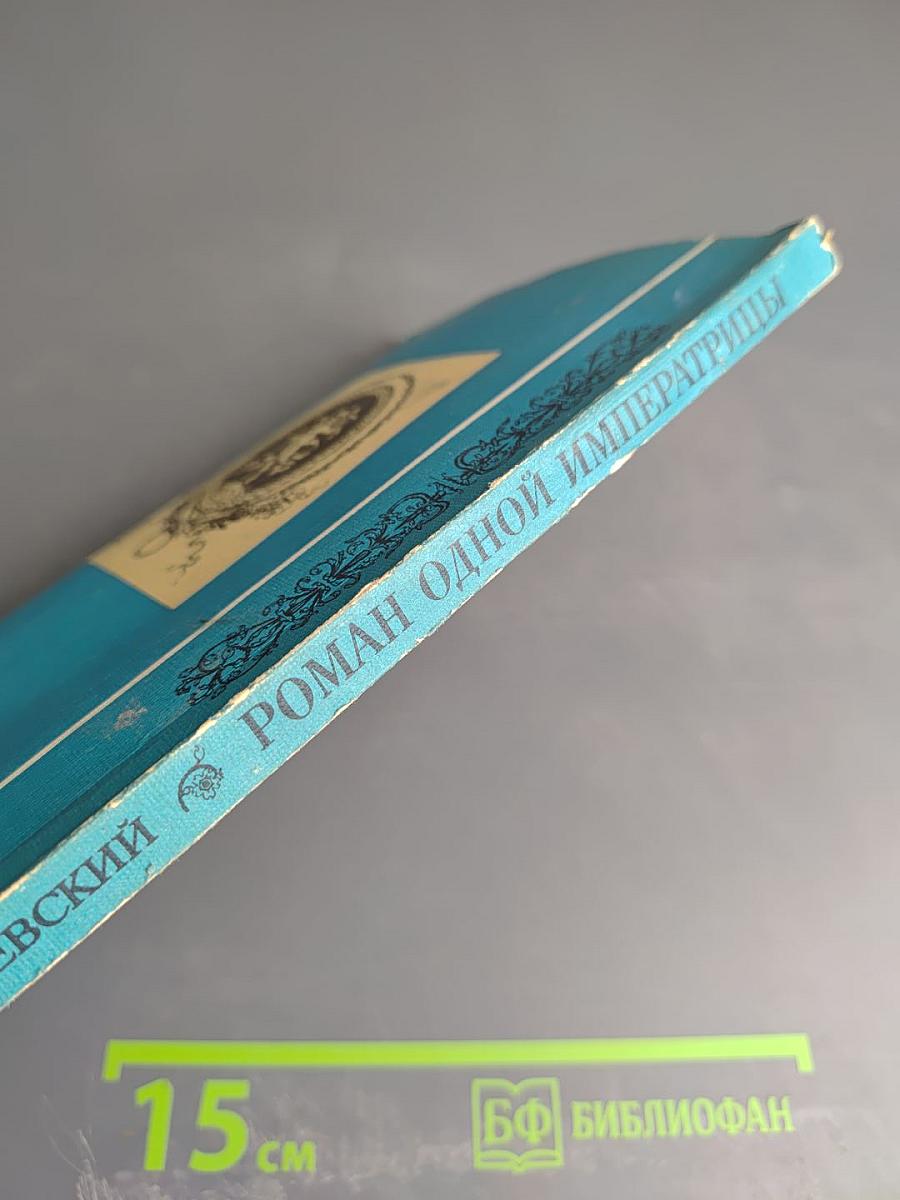 ЕВСКИЙ РОМАН ОДНОЙ ИМПЕРАТРИЦЫ
15 см
БФ БИБЛИОФАН